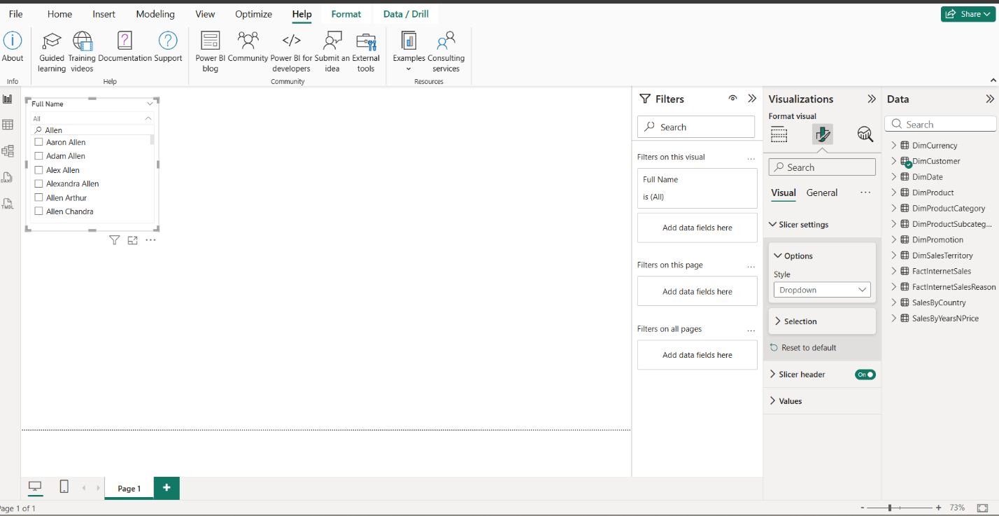 File Home Insert Modeling View Optimize Help Format Data / Drill Share
About Guided learning Training videos Documentation Support Power BI blog Community Power BI for developers Submit an idea External tools Examples Consulting services
Info Help Community Resources
DAX
TMDL
Full Name
All
Allen
Aaron Allen
Adam Allen
Alex Allen
Alexandra Allen
Allen Arthur
Allen Chandra
Filters
Search
Filters on this visual ...
Full Name
is (All)
Add data fields here
Filters on this page ...
Add data fields here
Filters on all pages ...
Add data fields here
Visualizations
Format visual
Search
Visual General ...
Slicer settings
Options
Style
Dropdown
Selection
Reset to default
Slicer header On
Values
Data
Search
DimCurrency
DimCustomer
DimDate
DimProduct
DimProductCategory
DimProductSubcateg...
DimPromotion
DimSalesTerritory
FactInternetSales
FactInternetSalesReason
SalesByCountry
SalesByYearsNPrice
Page 1 +
Page 1 of 1
- + 73%